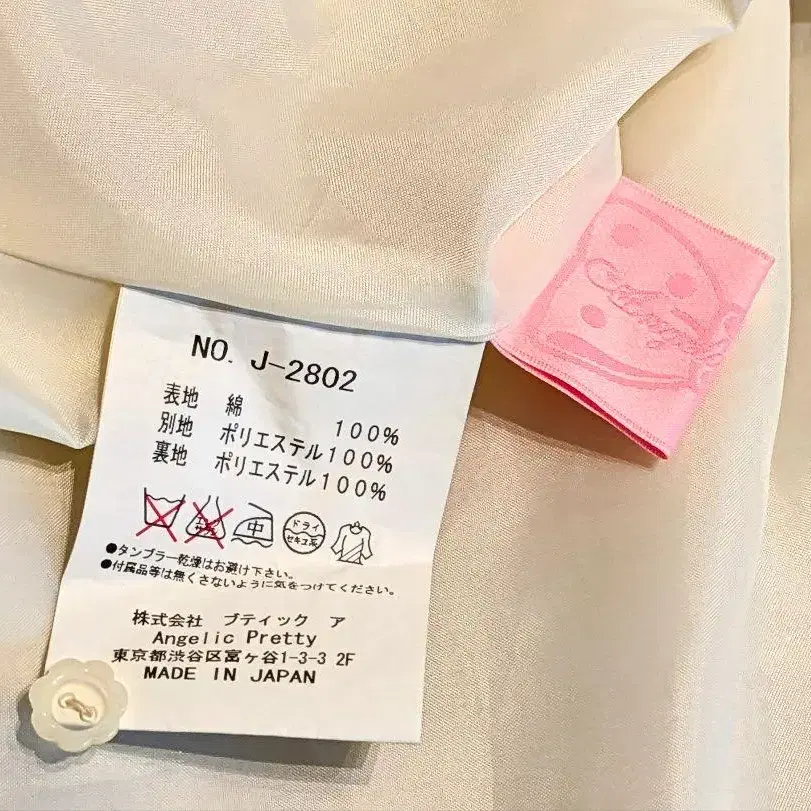 NO. J-2802
表地 綿 100%
別地 ポリエステル100%
裏地 ポリエステル100%
中
ドライ
セキユ系
●タンブラー乾燥はお避け下さい。
●付属品等は無くさないように気をつけてください。
株式会社 ブティック ア
Angelic Pretty
東京都渋谷区富ヶ谷1-3-3 2F
MADE IN JAPAN